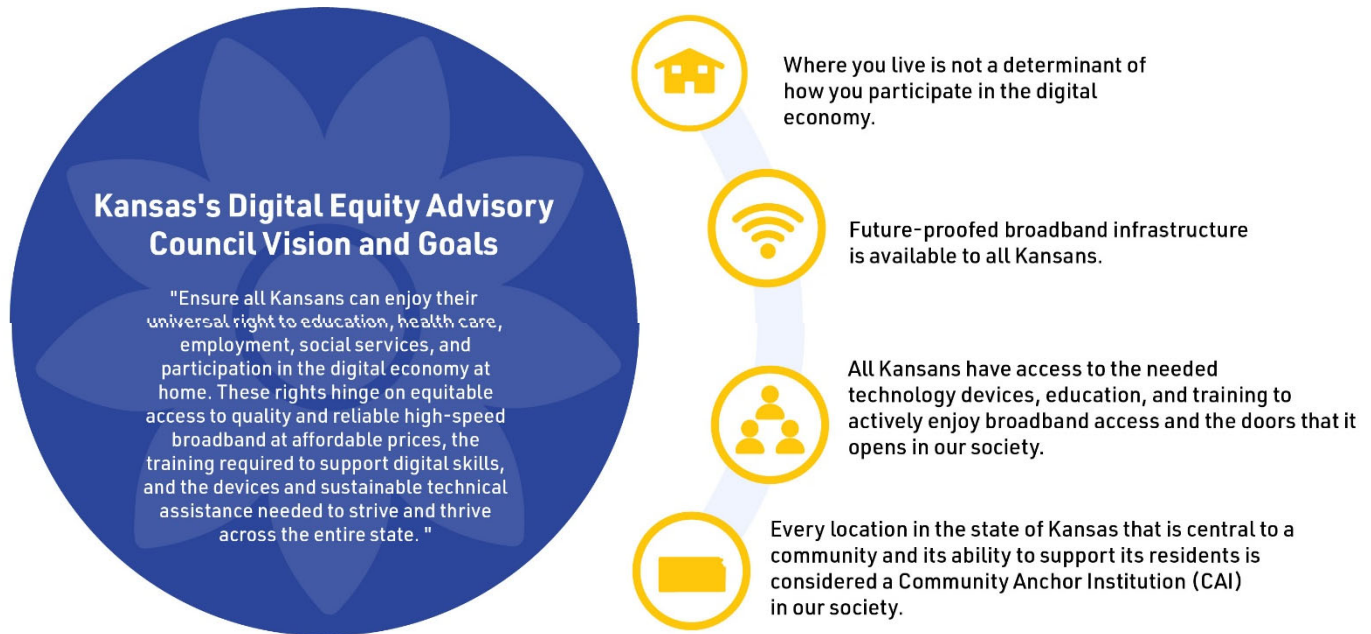 Kansas's Digital Equity Advisory
Council Vision and Goals
"Ensure all Kansans can enjoy their
universal right to education, health care,
employment, social services, and
participation in the digital economy at
home. These rights hinge on equitable
access to quality and reliable high-speed
broadband at affordable prices, the
training required to support digital skills,
and the devices and sustainable technical
assistance needed to strive and thrive
across the entire state. "
Where you live is not a determinant of
how you participate in the digital
economy.
Future-proofed broadband infrastructure
is available to all Kansans.
All Kansans have access to the needed
technology devices, education, and training to
actively enjoy broadband access and the doors that it
opens in our society.
Every location in the state of Kansas that is central to a
community and its ability to support its residents is
considered a Community Anchor Institution (CAI)
in our society.